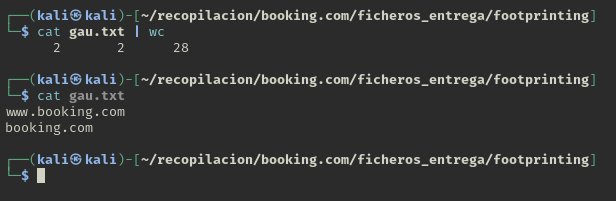 ┌──(kali㉿kali)-[~/recopilacion/booking.com/ficheros_entrega/footprinting]
└─$ cat gau.txt | wc
      2       2      28
┌──(kali㉿kali)-[~/recopilacion/booking.com/ficheros_entrega/footprinting]
└─$ cat gau.txt
www.booking.com
booking.com
┌──(kali㉿kali)-[~/recopilacion/booking.com/ficheros_entrega/footprinting]
└─$